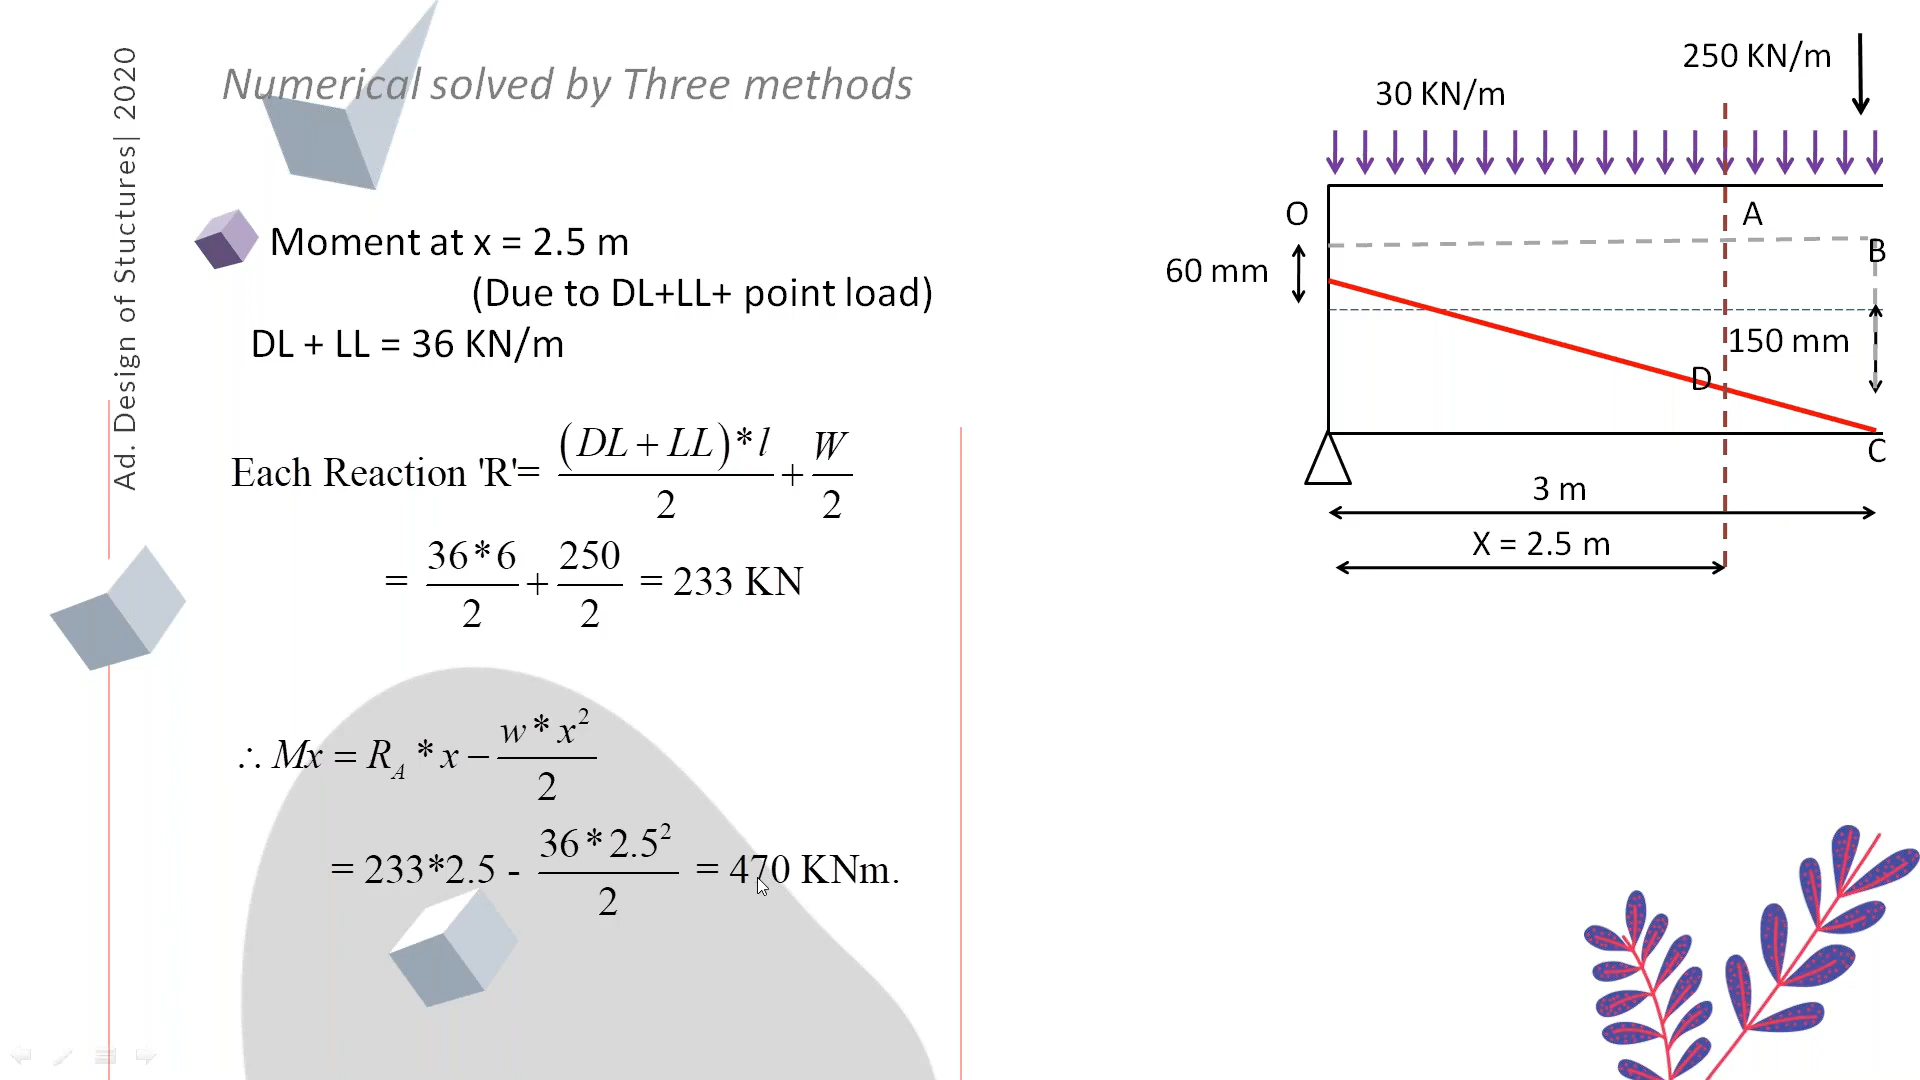 Ad. Design of Stuctures| 2020
Numerical solved by Three methods
Moment at x = 2.5 m
(Due to DL+LL+ point load)
DL + LL = 36 KN/m
Each Reaction 'R'= (DL + LL) * l / 2 + W / 2
= 36 * 6 / 2 + 250 / 2 = 233 KN
∴ Mx = R_A * x − w * x² / 2
= 233*2.5 - 36 * 2.5² / 2 = 470 KNm.
250 KN/m
30 KN/m
O
A
B
60 mm
150 mm
D
C
3 m
X = 2.5 m